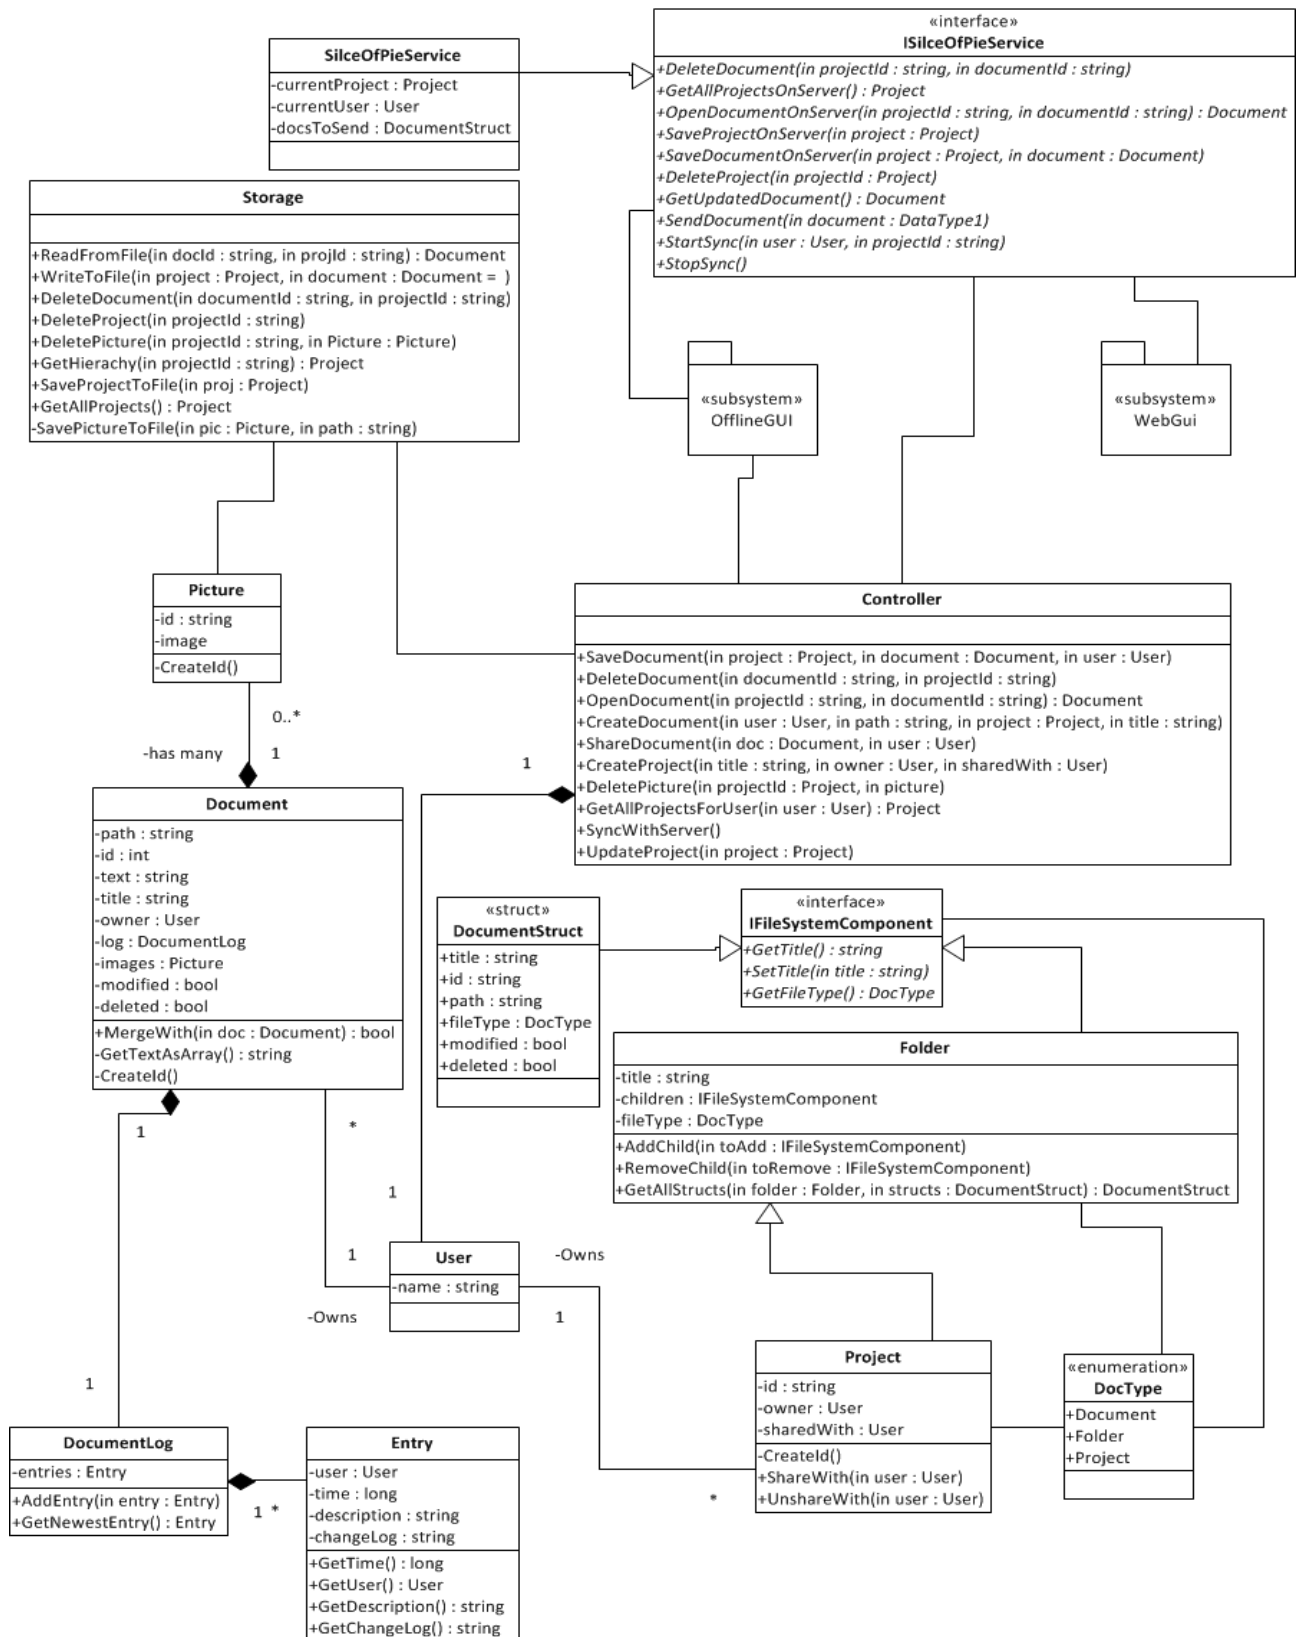 SilceOfPieService
-currentProject : Project
-currentUser : User
-docsToSend : DocumentStruct
«interface»
ISilceOfPieService
+DeleteDocument(in projectId : string, in documentId : string)
+GetAllProjectsOnServer() : Project
+OpenDocumentOnServer(in projectId : string, in documentId : string) : Document
+SaveProjectOnServer(in project : Project)
+SaveDocumentOnServer(in project : Project, in document : Document)
+DeleteProject(in projectId : Project)
+GetUpdatedDocument() : Document
+SendDocument(in document : DataType1)
+StartSync(in user : User, in projectId : string)
+StopSync()
Storage
+ReadFromFile(in docId : string, in projId : string) : Document
+WriteToFile(in project : Project, in document : Document = )
+DeleteDocument(in documentId : string, in projectId : string)
+DeleteProject(in projectId : string)
+DeletePicture(in projectId : string, in Picture : Picture)
+GetHierachy(in projectId : string) : Project
+SaveProjectToFile(in proj : Project)
+GetAllProjects() : Project
-SavePictureToFile(in pic : Picture, in path : string)
«subsystem»
OfflineGUI
«subsystem»
WebGui
Picture
-id : string
-image
-CreateId()
0..*
-has many
1
Controller
+SaveDocument(in project : Project, in document : Document, in user : User)
+DeleteDocument(in documentId : string, in projectId : string)
+OpenDocument(in projectId : string, in documentId : string) : Document
+CreateDocument(in user : User, in path : string, in project : Project, in title : string)
+ShareDocument(in doc : Document, in user : User)
+CreateProject(in title : string, in owner : User, in sharedWith : User)
+DeletePicture(in projectId : Project, in picture)
+GetAllProjectsForUser(in user : User) : Project
+SyncWithServer()
+UpdateProject(in project : Project)
1
Document
-path : string
-id : int
-text : string
-title : string
-owner : User
-log : DocumentLog
-images : Picture
-modified : bool
-deleted : bool
+MergeWith(in doc : Document) : bool
-GetTextAsArray() : string
-CreateId()
«struct»
DocumentStruct
+title : string
+id : string
+path : string
+fileType : DocType
+modified : bool
+deleted : bool
«interface»
IFileSystemComponent
+GetTitle() : string
+SetTitle(in title : string)
+GetFileType() : DocType
Folder
-title : string
-children : IFileSystemComponent
-fileType : DocType
+AddChild(in toAdd : IFileSystemComponent)
+RemoveChild(in toRemove : IFileSystemComponent)
+GetAllStructs(in folder : Folder, in structs : DocumentStruct) : DocumentStruct
1
*
1
1
-Owns
User
-name : string
-Owns
1
Project
-id : string
-owner : User
-sharedWith : User
-CreateId()
+ShareWith(in user : User)
+UnshareWith(in user : User)
*
«enumeration»
DocType
+Document
+Folder
+Project
1
DocumentLog
-entries : Entry
+AddEntry(in entry : Entry)
+GetNewestEntry() : Entry
1 *
Entry
-user : User
-time : long
-description : string
-changeLog : string
+GetTime() : long
+GetUser() : User
+GetDescription() : string
+GetChangeLog() : string